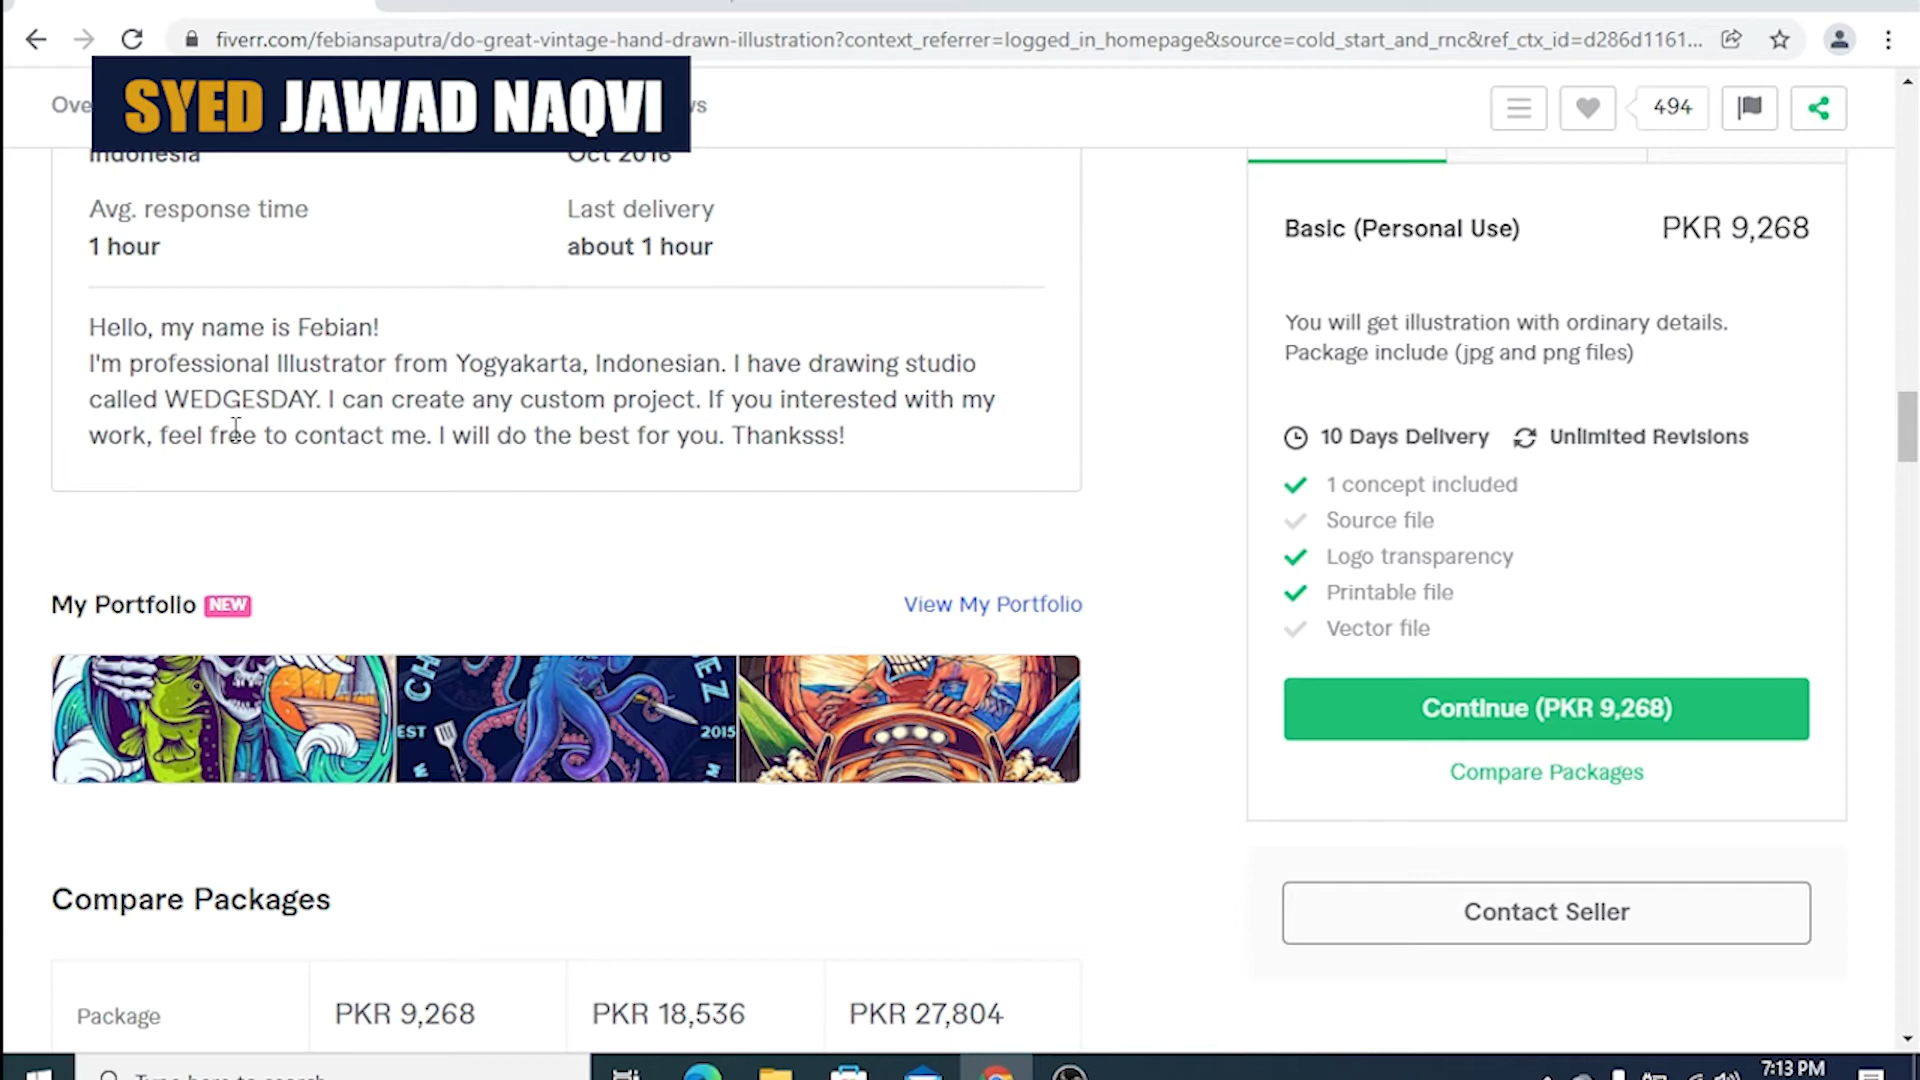 fiverr.com/febiansaputra/do-great-vintage-hand-drawn-illustration?context_referrer=logged_in_homepage&source=cold_start_and_rnc&ref_ctx_id=d286d1161...
SYED JAWAD NAQVI
494
Indonesia
Oct 2016
Avg. response time
Last delivery
1 hour
about 1 hour
Hello, my name is Febian!
I'm professional Illustrator from Yogyakarta, Indonesian. I have drawing studio
called WEDGESDAY. I can create any custom project. If you interested with my
work, feel free to contact me. I will do the best for you. Thanksss!
My Portfolio NEW
View My Portfolio
EST
2015
Compare Packages
Package
PKR 9,268
PKR 18,536
PKR 27,804
Basic (Personal Use)
PKR 9,268
You will get illustration with ordinary details.
Package include (jpg and png files)
10 Days Delivery
Unlimited Revisions
1 concept included
Source file
Logo transparency
Printable file
Vector file
Continue (PKR 9,268)
Compare Packages
Contact Seller
7:13 PM